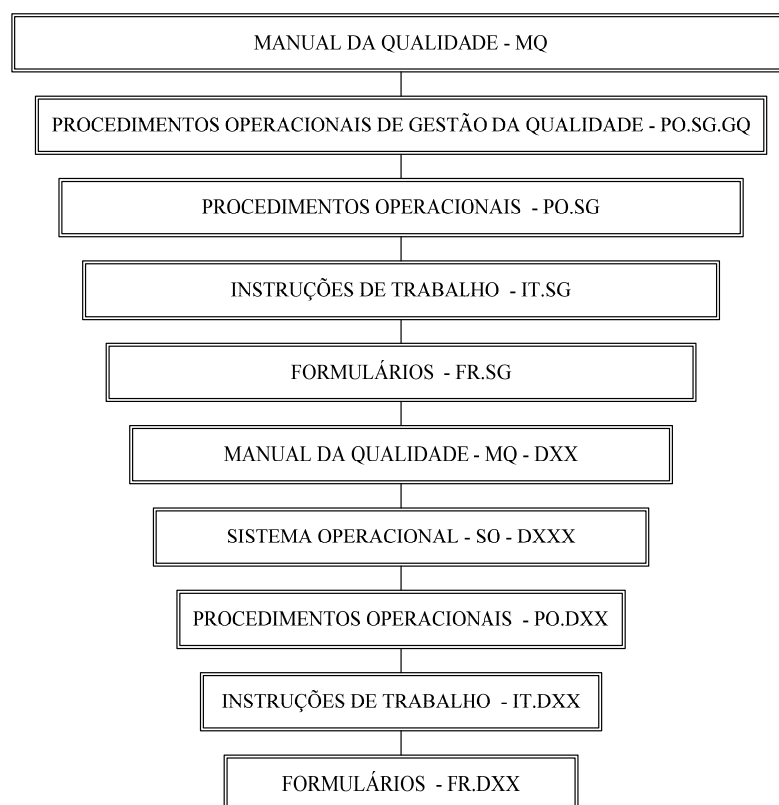 MANUAL DA QUALIDADE - MQ
PROCEDIMENTOS OPERACIONAIS DE GESTÃO DA QUALIDADE - PO.SG.GQ
PROCEDIMENTOS OPERACIONAIS - PO.SG
INSTRUÇÕES DE TRABALHO - IT.SG
FORMULÁRIOS - FR.SG
MANUAL DA QUALIDADE - MQ - DXX
SISTEMA OPERACIONAL - SO - DXXX
PROCEDIMENTOS OPERACIONAIS - PO.DXX
INSTRUÇÕES DE TRABALHO - IT.DXX
FORMULÁRIOS - FR.DXX